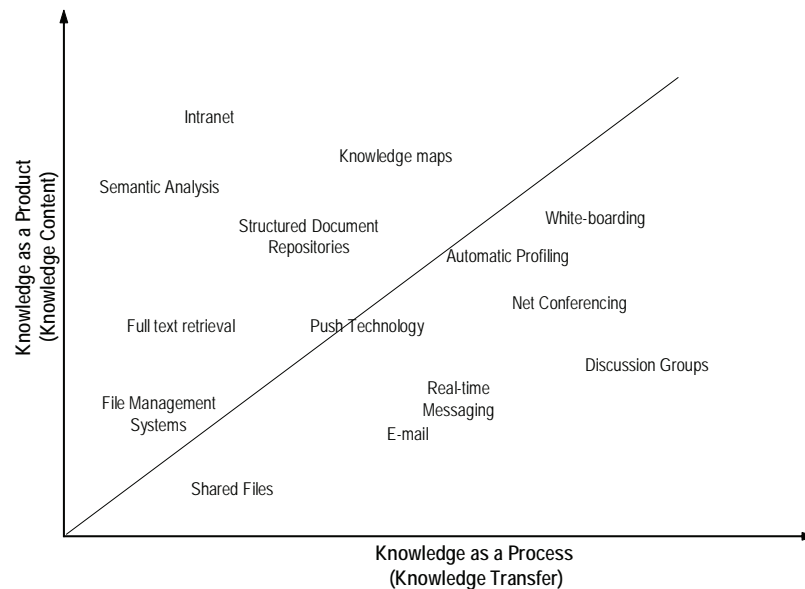 Intranet
Knowledge maps
Semantic Analysis
Structured Document
Repositories
White-boarding
Automatic Profiling
Net Conferencing
Full text retrieval
Push Technology
Discussion Groups
Real-time
Messaging
File Management
Systems
E-mail
Shared Files
Knowledge as a Product
(Knowledge Content)
Knowledge as a Process
(Knowledge Transfer)